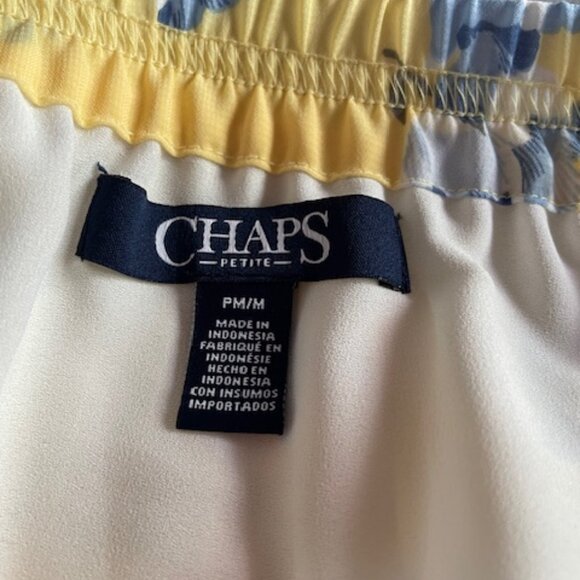 CHAPS
PETITE
PM/M
MADE IN
INDONESIA
FABRIQUÉ EN
INDONÉSIE
HECHO EN
INDONESIA
CON INSUMOS
IMPORTADOS